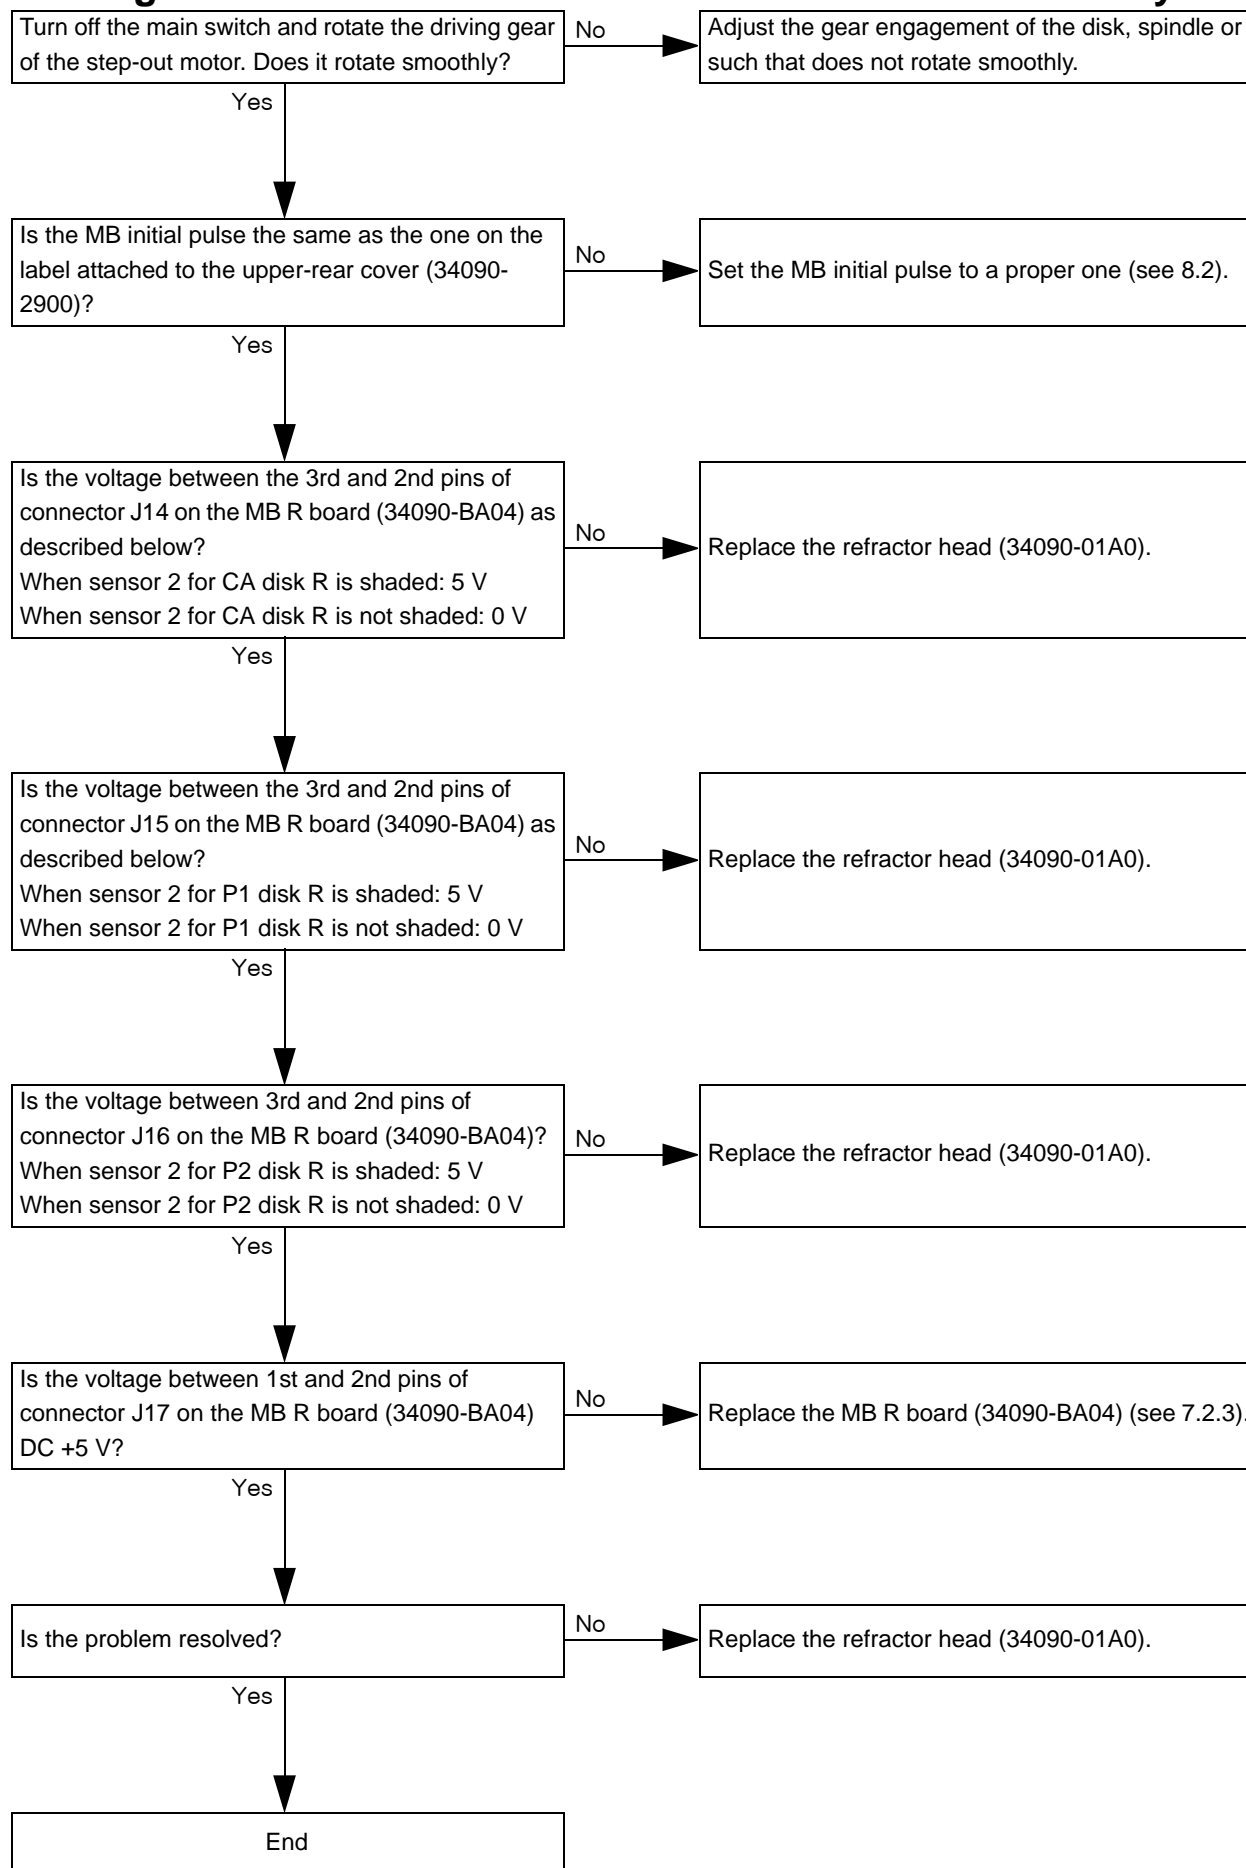 Turn off the main switch and rotate the driving gear
of the step-out motor. Does it rotate smoothly?
No
Adjust the gear engagement of the disk, spindle or
such that does not rotate smoothly.
Yes
Is the MB initial pulse the same as the one on the
label attached to the upper-rear cover (34090-
2900)?
No
Set the MB initial pulse to a proper one (see 8.2).
Yes
Is the voltage between the 3rd and 2nd pins of
connector J14 on the MB R board (34090-BA04) as
described below?
When sensor 2 for CA disk R is shaded: 5 V
When sensor 2 for CA disk R is not shaded: 0 V
No
Replace the refractor head (34090-01A0).
Yes
Is the voltage between the 3rd and 2nd pins of
connector J15 on the MB R board (34090-BA04) as
described below?
When sensor 2 for P1 disk R is shaded: 5 V
When sensor 2 for P1 disk R is not shaded: 0 V
No
Replace the refractor head (34090-01A0).
Yes
Is the voltage between 3rd and 2nd pins of
connector J16 on the MB R board (34090-BA04)?
When sensor 2 for P2 disk R is shaded: 5 V
When sensor 2 for P2 disk R is not shaded: 0 V
No
Replace the refractor head (34090-01A0).
Yes
Is the voltage between 1st and 2nd pins of
connector J17 on the MB R board (34090-BA04)
DC +5 V?
No
Replace the MB R board (34090-BA04) (see 7.2.3).
Yes
Is the problem resolved?
No
Replace the refractor head (34090-01A0).
Yes
End